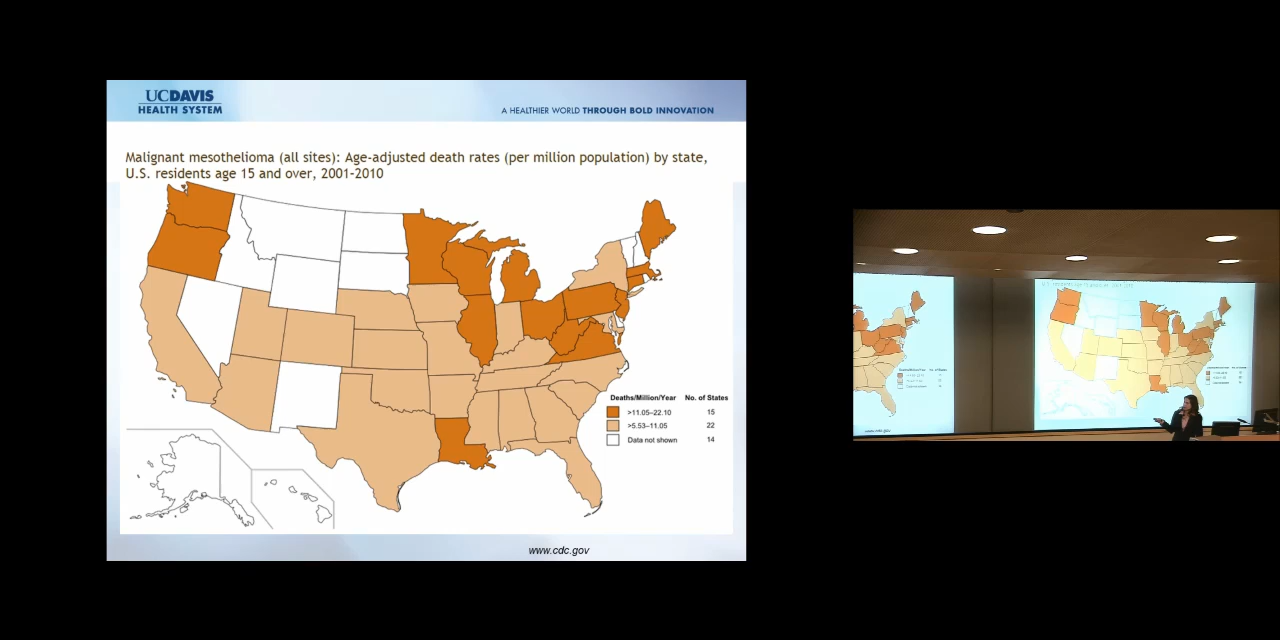 UCDAVIS
HEALTH SYSTEM
A HEALTHIER WORLD THROUGH BOLD INNOVATION
Malignant mesothelioma (all sites): Age-adjusted death rates (per million population) by state,
U.S. residents age 15 and over, 2001-2010
Deaths/Million/Year No. of States
>11.05–22.10 15
>5.53–11.05 22
Data not shown 14
www.cdc.gov